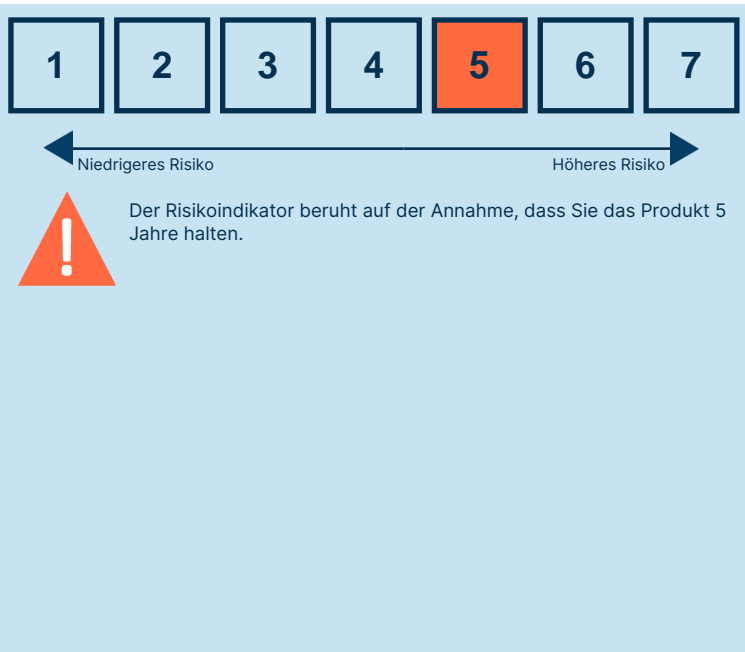 1 2 3 4 5 6 7
Niedrigeres Risiko Höheres Risiko
Der Risikoindikator beruht auf der Annahme, dass Sie das Produkt 5
Jahre halten.